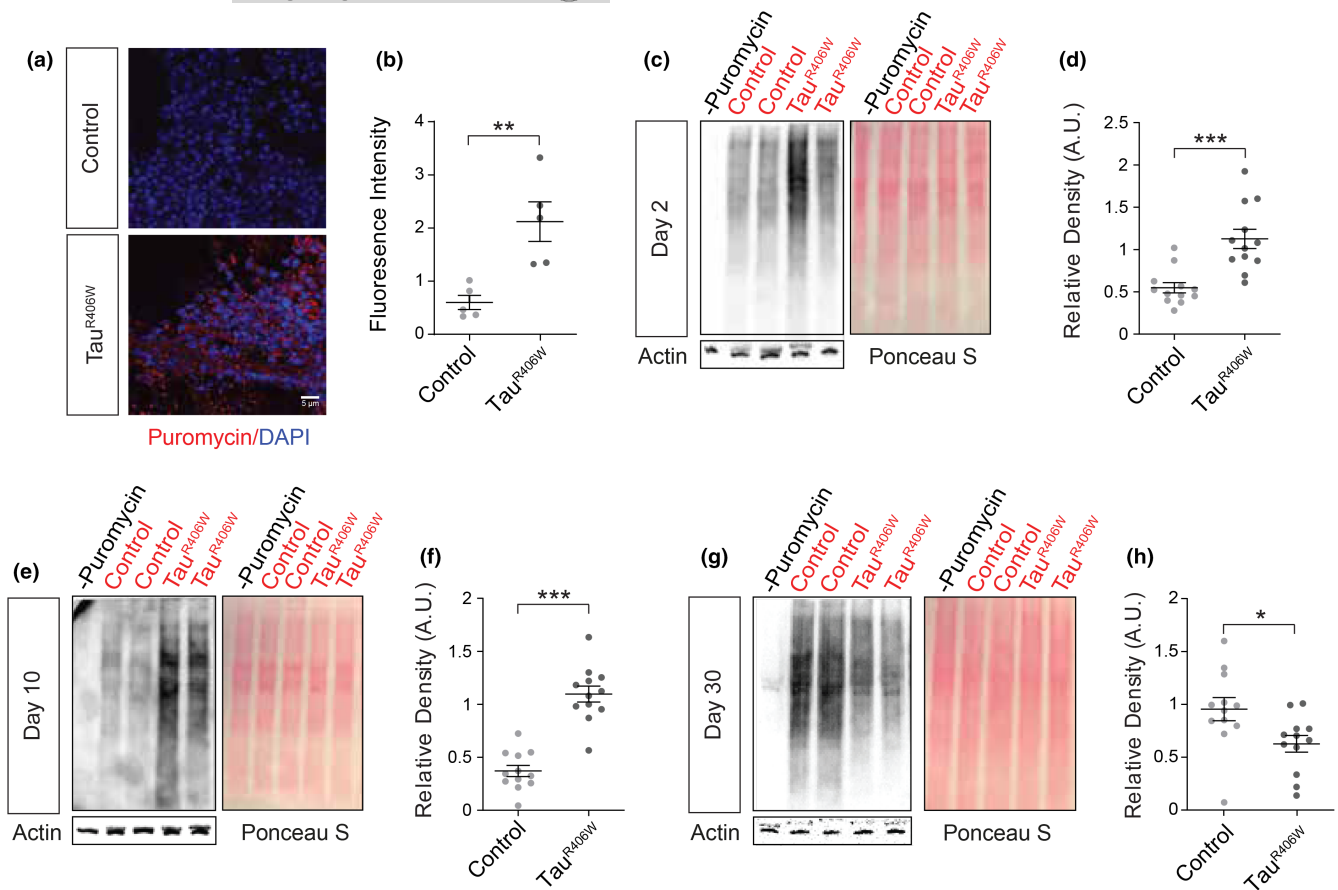 (a)
Control
Tau^R406W
5 μm
Puromycin/DAPI
(b)
Fluoresence Intensity
4
3
2
1
0
**
Control
Tau^R406W
(c)
-Puromycin
Control
Control
Tau^R406W
Tau^R406W
-Puromycin
Control
Control
Tau^R406W
Tau^R406W
Day 2
Actin
Ponceau S
(d)
Relative Density (A.U.)
2.5
2
1.5
1
0.5
0
***
Control
Tau^R406W
(e)
-Puromycin
Control
Control
Tau^R406W
Tau^R406W
-Puromycin
Control
Control
Tau^R406W
Tau^R406W
Day 10
Actin
Ponceau S
(f)
Relative Density (A.U.)
2
1.5
1
0.5
0
***
Control
Tau^R406W
(g)
-Puromycin
Control
Control
Tau^R406W
Tau^R406W
-Puromycin
Control
Control
Tau^R406W
Tau^R406W
Day 30
Actin
Ponceau S
(h)
Relative Density (A.U.)
2
1.5
1
0.5
0
*
Control
Tau^R406W